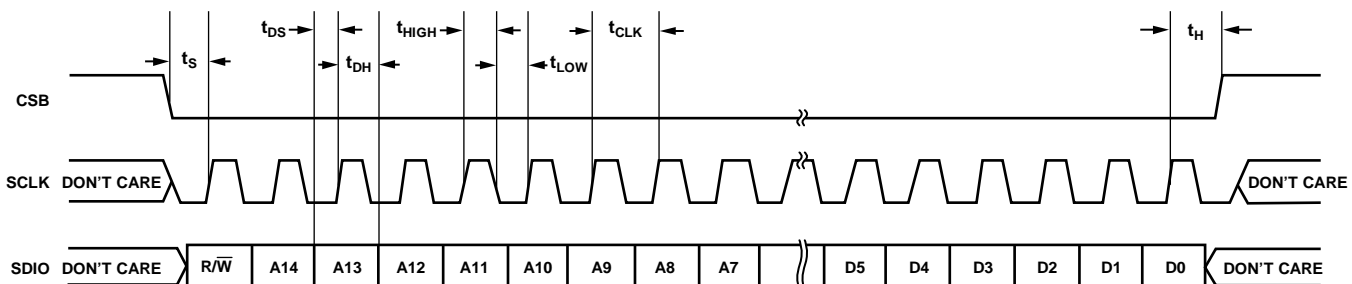 tDS tHIGH tCLK tH
tS tDH tLOW
CSB
SCLK DON'T CARE DON'T CARE
SDIO DON'T CARE R/W̅ A14 A13 A12 A11 A10 A9 A8 A7 D5 D4 D3 D2 D1 D0 DON'T CARE